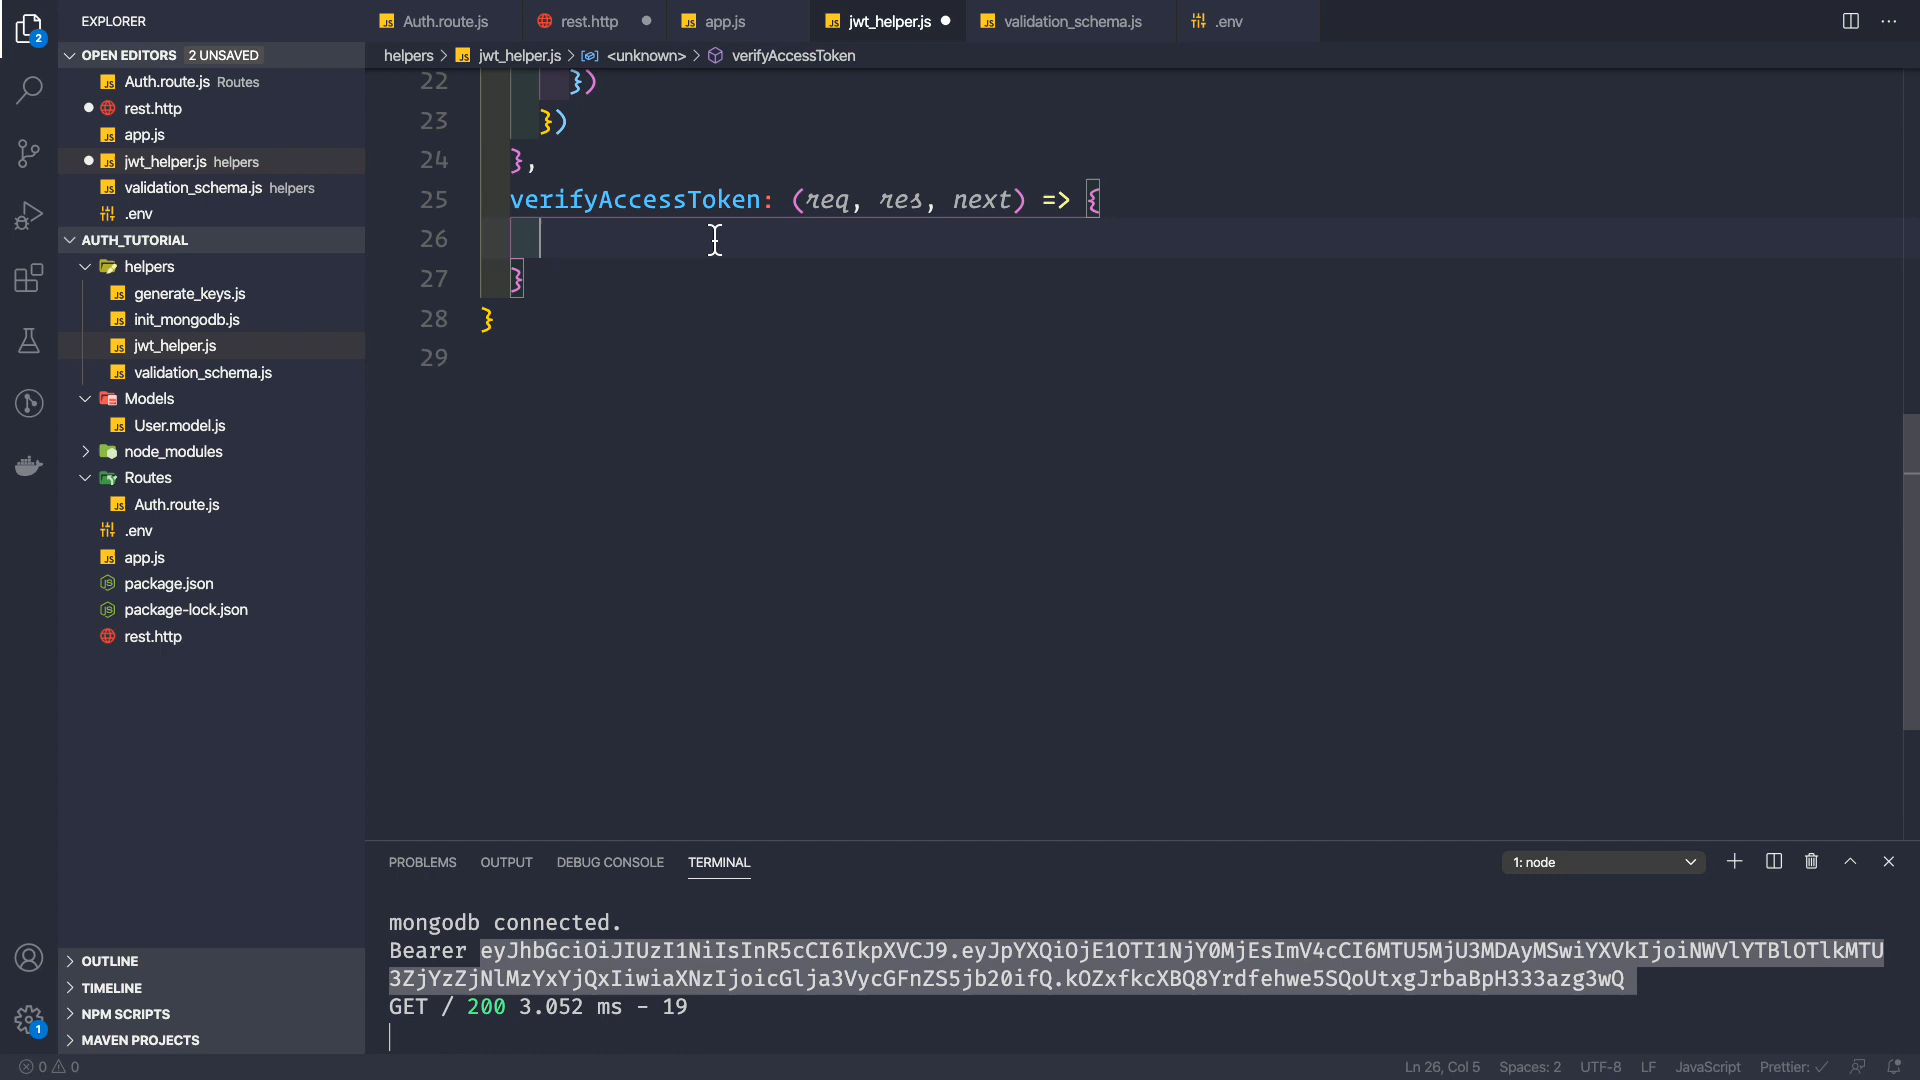 EXPLORER
OPEN EDITORS 2 UNSAVED
Auth.route.js Routes
rest.http
app.js
jwt_helper.js helpers
validation_schema.js helpers
.env
AUTH_TUTORIAL
helpers
generate_keys.js
init_mongodb.js
jwt_helper.js
validation_schema.js
Models
User.model.js
node_modules
Routes
Auth.route.js
.env
app.js
package.json
package-lock.json
rest.http
OUTLINE
TIMELINE
NPM SCRIPTS
MAVEN PROJECTS
2
1
Auth.route.js rest.http app.js jwt_helper.js validation_schema.js .env
helpers > jwt_helper.js > <unknown> > verifyAccessToken
22 })
23 })
24 },
25 verifyAccessToken: (req, res, next) => {
26
27 }
28 }
29
PROBLEMS OUTPUT DEBUG CONSOLE TERMINAL 1: node
mongodb connected.
Bearer eyJhbGciOiJIUzI1NiIsInR5cCI6IkpXVCJ9.eyJpYXQiOjE1OTI1NjY0MjEsImV4cCI6MTU5MjU3MDAyMSwiYXVkIjoiNWVlYTBlOTlkMTU
3ZjYzZjNlMzYxYjQxIiwiaXNzIjoicGlja3VycGFnZS5jb20ifQ.kOZxfkcXBQ8Yrdfehwe5SQoUtxgJrbaBpH333azg3wQ
GET / 200 3.052 ms - 19
0 0 Ln 26, Col 5 Spaces: 2 UTF-8 LF JavaScript Prettier: ✓